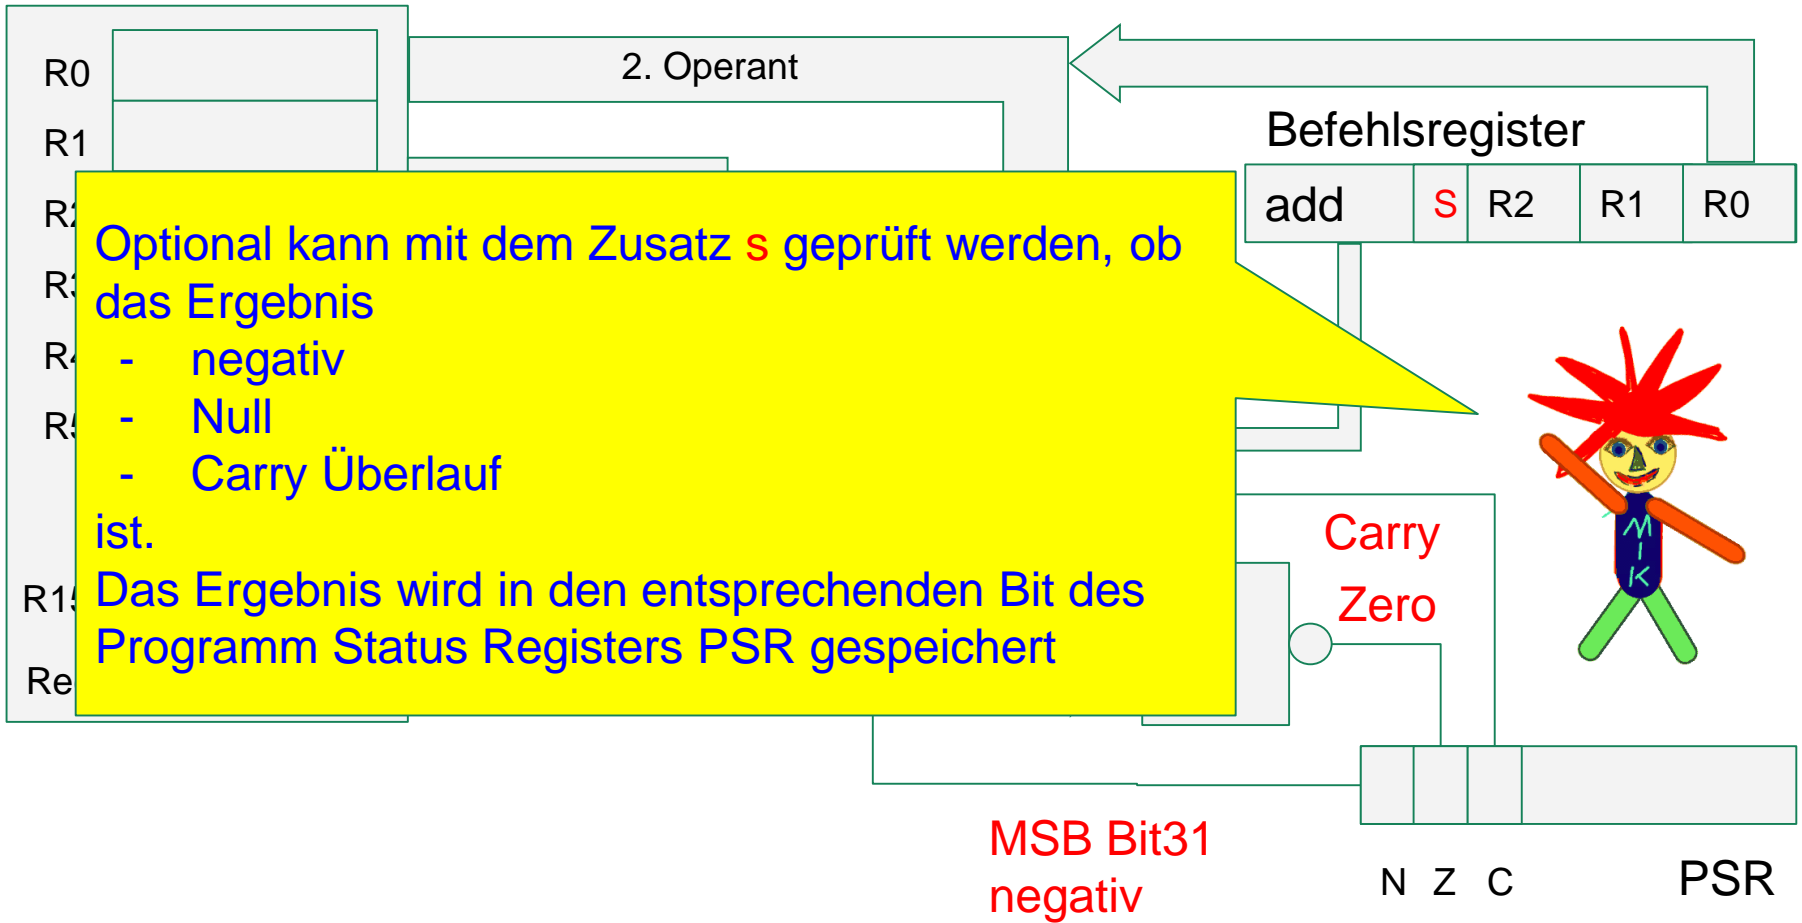 R0
2. Operant
R1
Befehlsregister
add S R2 R1 R0
Optional kann mit dem Zusatz s geprüft werden, ob
das Ergebnis
- negativ
- Null
- Carry Überlauf
ist.
Das Ergebnis wird in den entsprechenden Bit des
Programm Status Registers PSR gespeichert
Carry
Zero
MIK
MSB Bit31
negativ
N Z C PSR